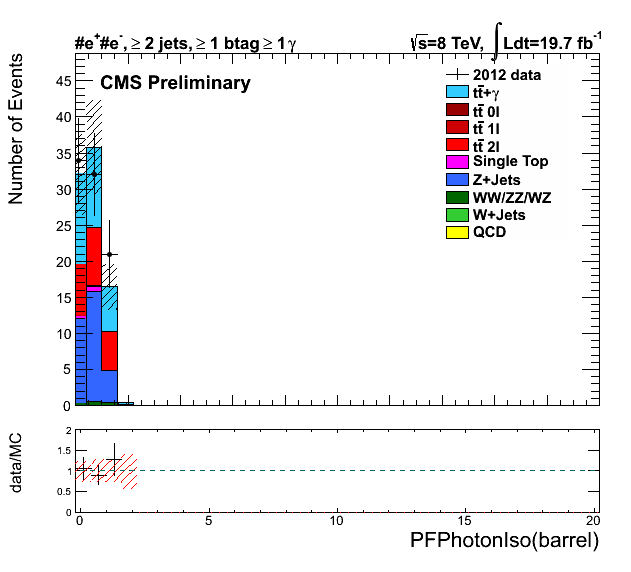 #e⁺#e⁻, ≥ 2 jets, ≥ 1 btag ≥ 1γ
√s=8 TeV, ∫Ldt=19.7 fb⁻¹
CMS Preliminary
Number of Events
45
40
35
30
25
20
15
10
5
0
2012 data
tt̄+γ
tt̄ 0l
tt̄ 1l
tt̄ 2l
Single Top
Z+Jets
WW/ZZ/WZ
W+Jets
QCD
data/MC
2
1.5
1
0.5
0
0 5 10 15 20
PFPhotonIso(barrel)